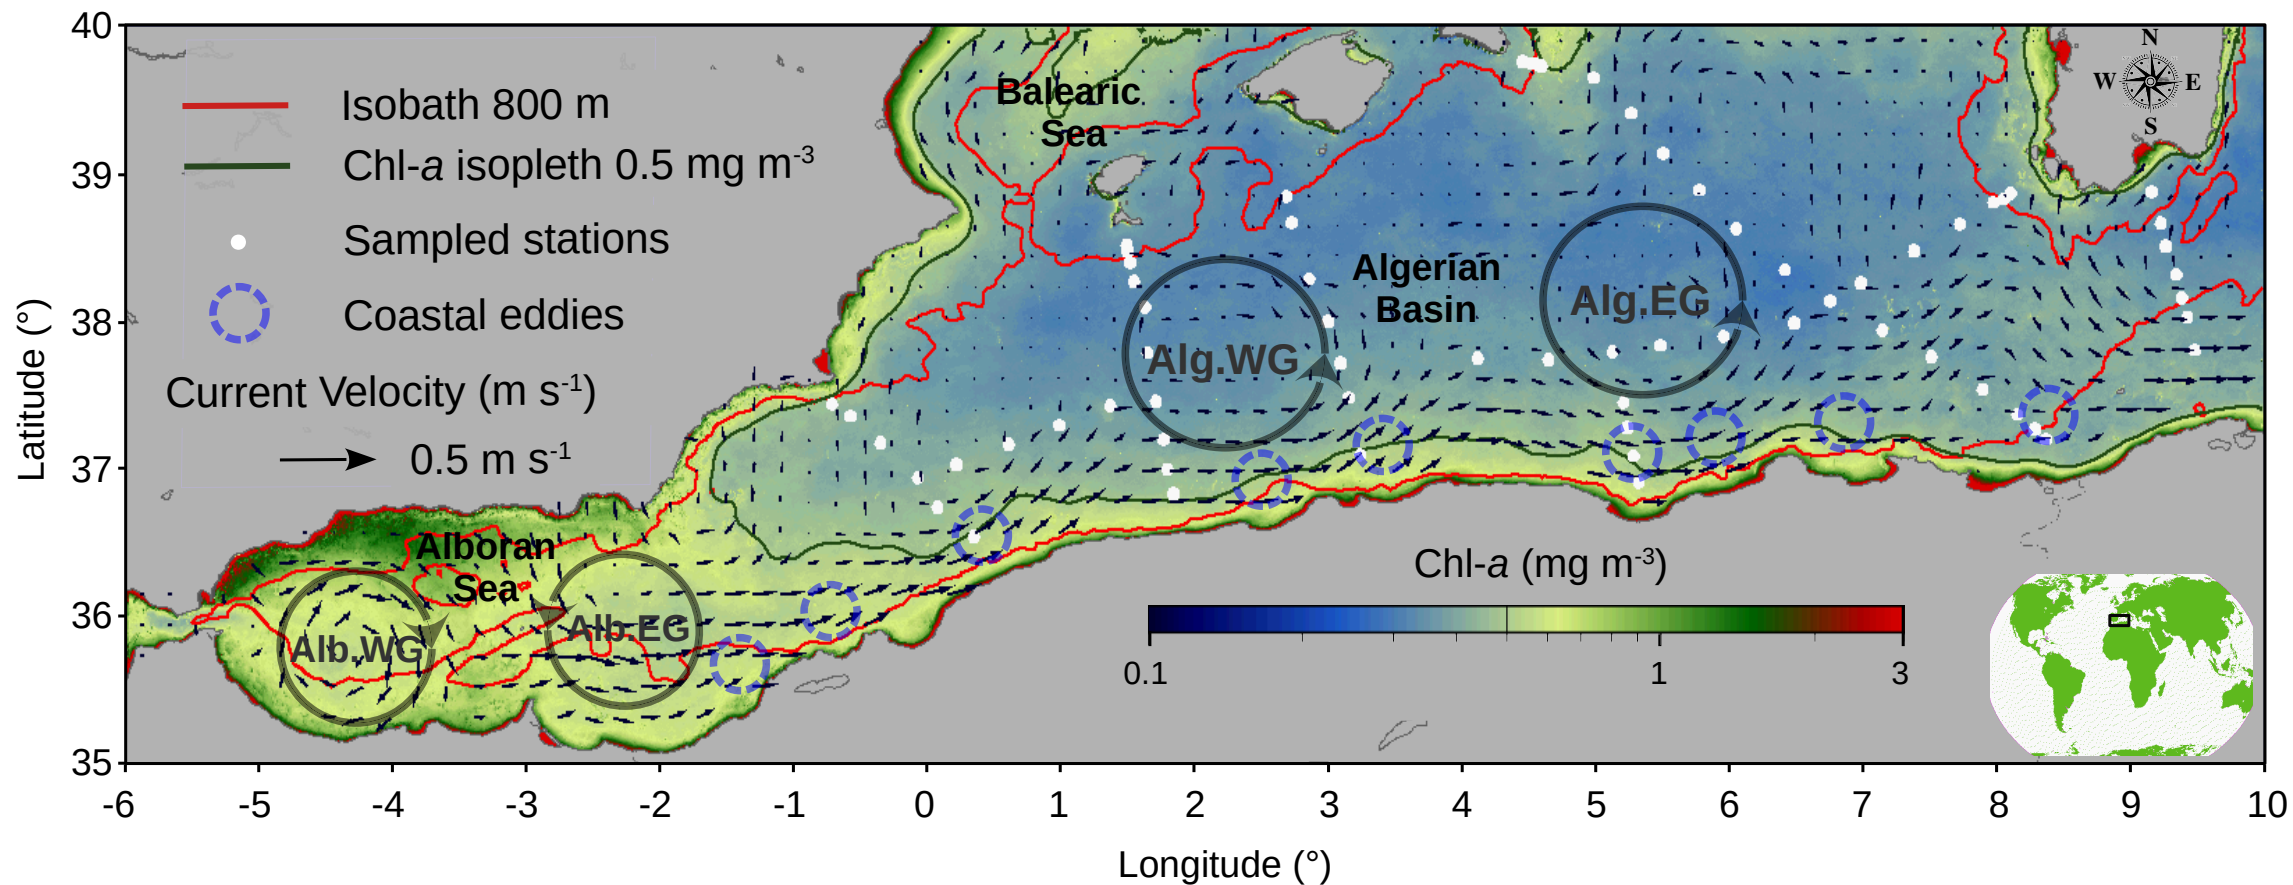 40
39
38
37
36
35
Latitude (°)
Isobath 800 m
Chl-a isopleth 0.5 mg m-3
Sampled stations
Coastal eddies
Current Velocity (m s-1)
0.5 m s-1
Balearic
Sea
Algerian
Basin
Alg.WG
Alg.EG
Alboran
Sea
Alb.WG
Alb.EG
N
W E
S
Chl-a (mg m-3)
0.1 1 3
-6 -5 -4 -3 -2 -1 0 1 2 3 4 5 6 7 8 9 10
Longitude (°)